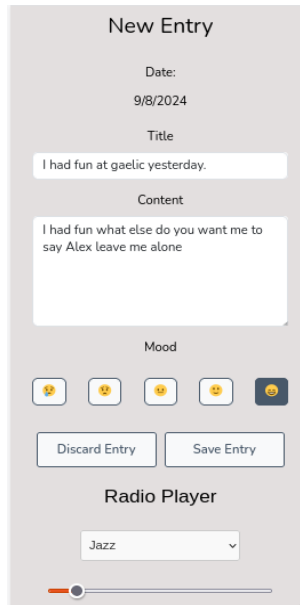 New Entry
Date:
9/8/2024
Title
I had fun at gaelic yesterday.
Content
I had fun what else do you want me to
say Alex leave me alone
Mood
Discard Entry
Save Entry
Radio Player
Jazz